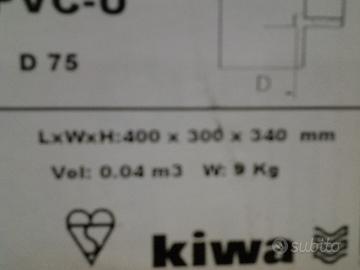 PVC-U
D 75
D
LxWxH:400 x 300 x 340 mm
Vol: 0.04 m3 W: 9 Kg
kiwa
subito